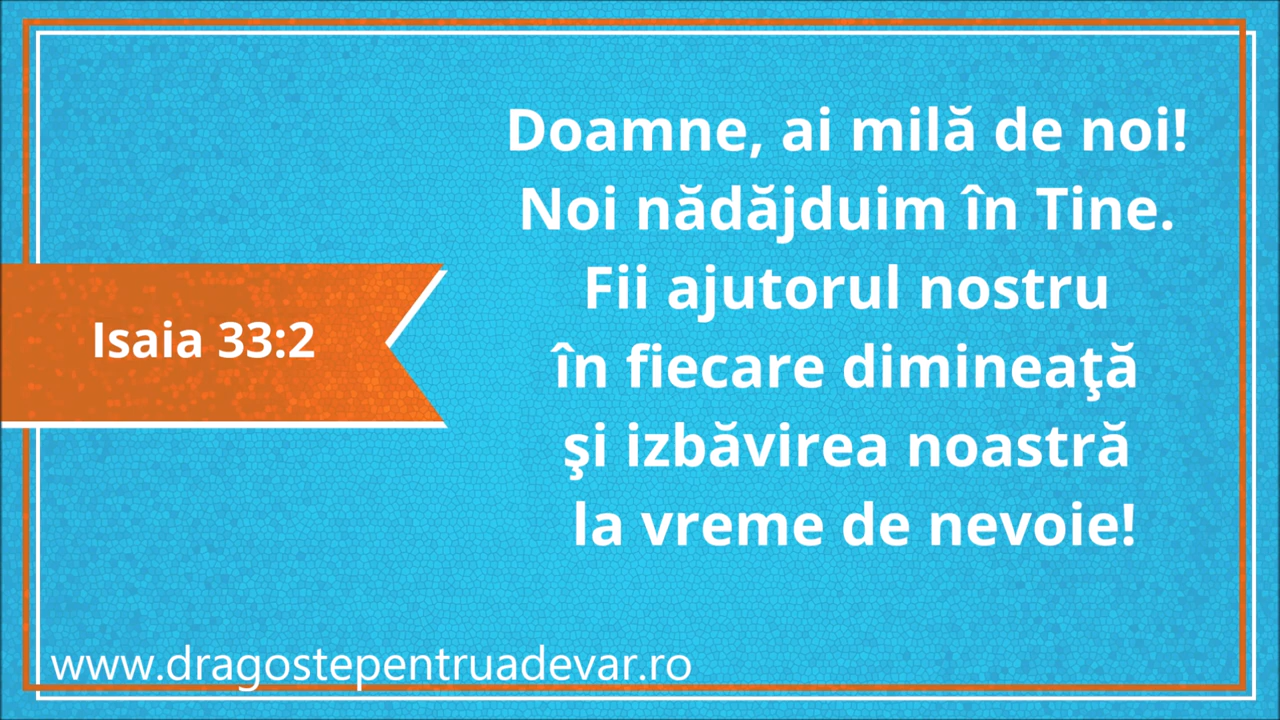 Isaia 33:2
Doamne, ai milă de noi!
Noi nădăjduim în Tine.
Fii ajutorul nostru
în fiecare dimineaţă
şi izbăvirea noastră
la vreme de nevoie!
www.dragostepentruadevar.ro